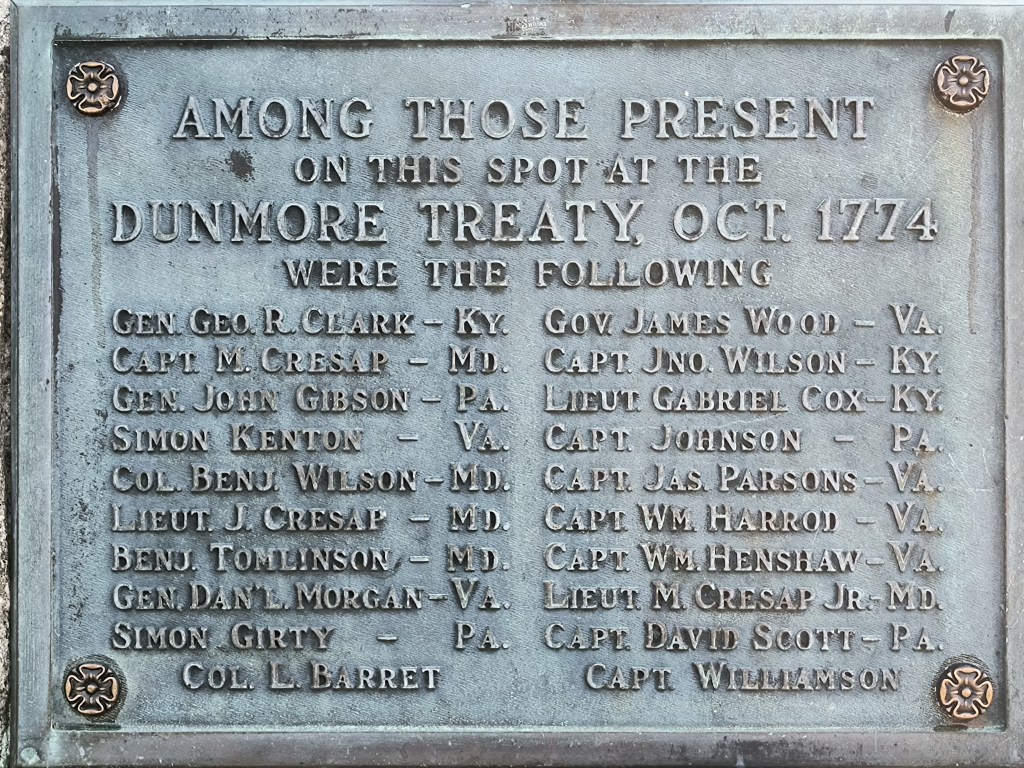 AMONG THOSE PRESENT
ON THIS SPOT AT THE
DUNMORE TREATY, OCT. 1774
WERE THE FOLLOWING
GEN. GEO. R. CLARK – KY.
CAPT. M. CRESAP – MD.
GEN. JOHN GIBSON – PA.
SIMON KENTON – VA.
COL. BENJ. WILSON – MD.
LIEUT. J. CRESAP – MD.
BENJ. TOMLINSON – MD.
GEN. DAN'L. MORGAN – VA.
SIMON GIRTY – PA.
COL. L. BARRET
GOV. JAMES WOOD – VA.
CAPT. JNO. WILSON – KY.
LIEUT. GABRIEL COX – KY.
CAPT. JOHNSON – PA.
CAPT. JAS. PARSONS – VA.
CAPT. WM. HARROD – VA.
CAPT. WM. HENSHAW – VA.
LIEUT. M. CRESAP JR. – MD.
CAPT. DAVID SCOTT – PA.
CAPT. WILLIAMSON